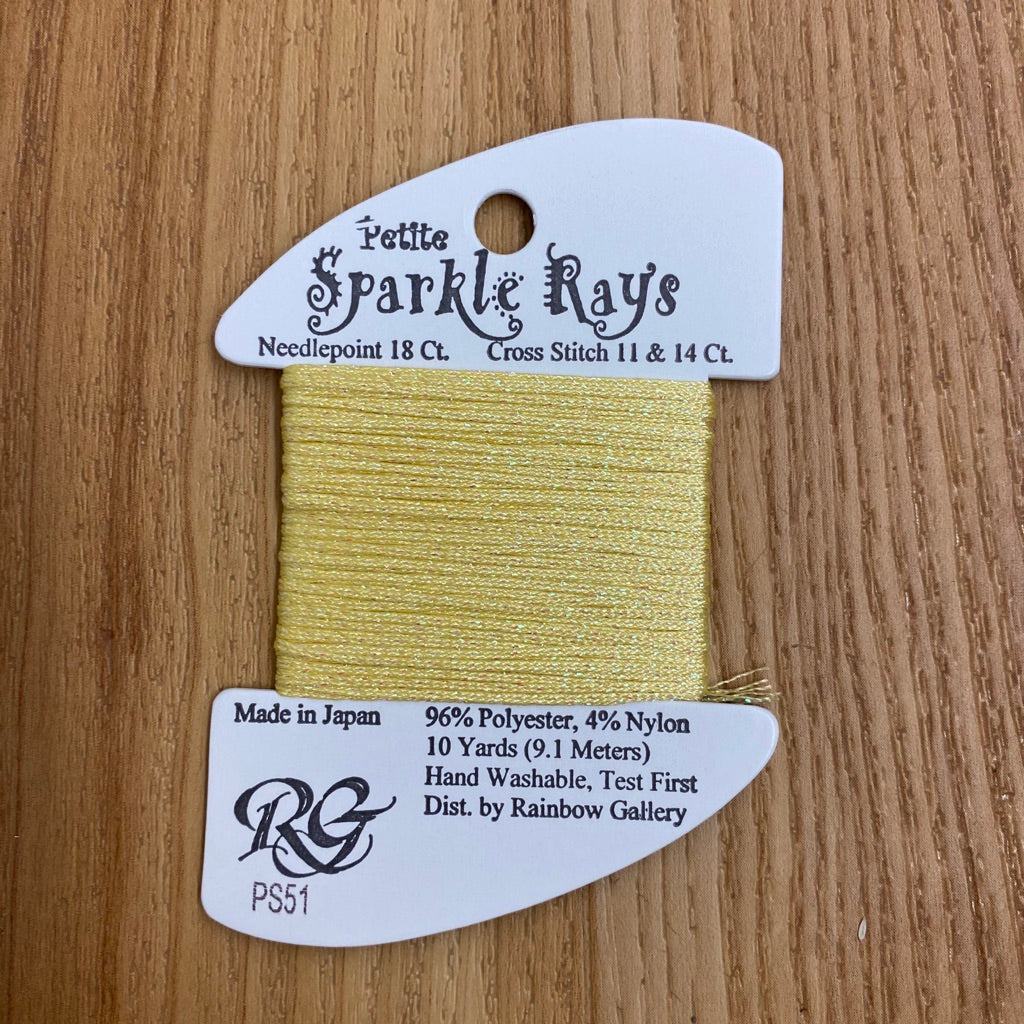 Petite
Sparkle Rays
Needlepoint 18 Ct. Cross Stitch 11 & 14 Ct.
Made in Japan
96% Polyester, 4% Nylon
10 Yards (9.1 Meters)
Hand Washable, Test First
Dist. by Rainbow Gallery
RG
PS51